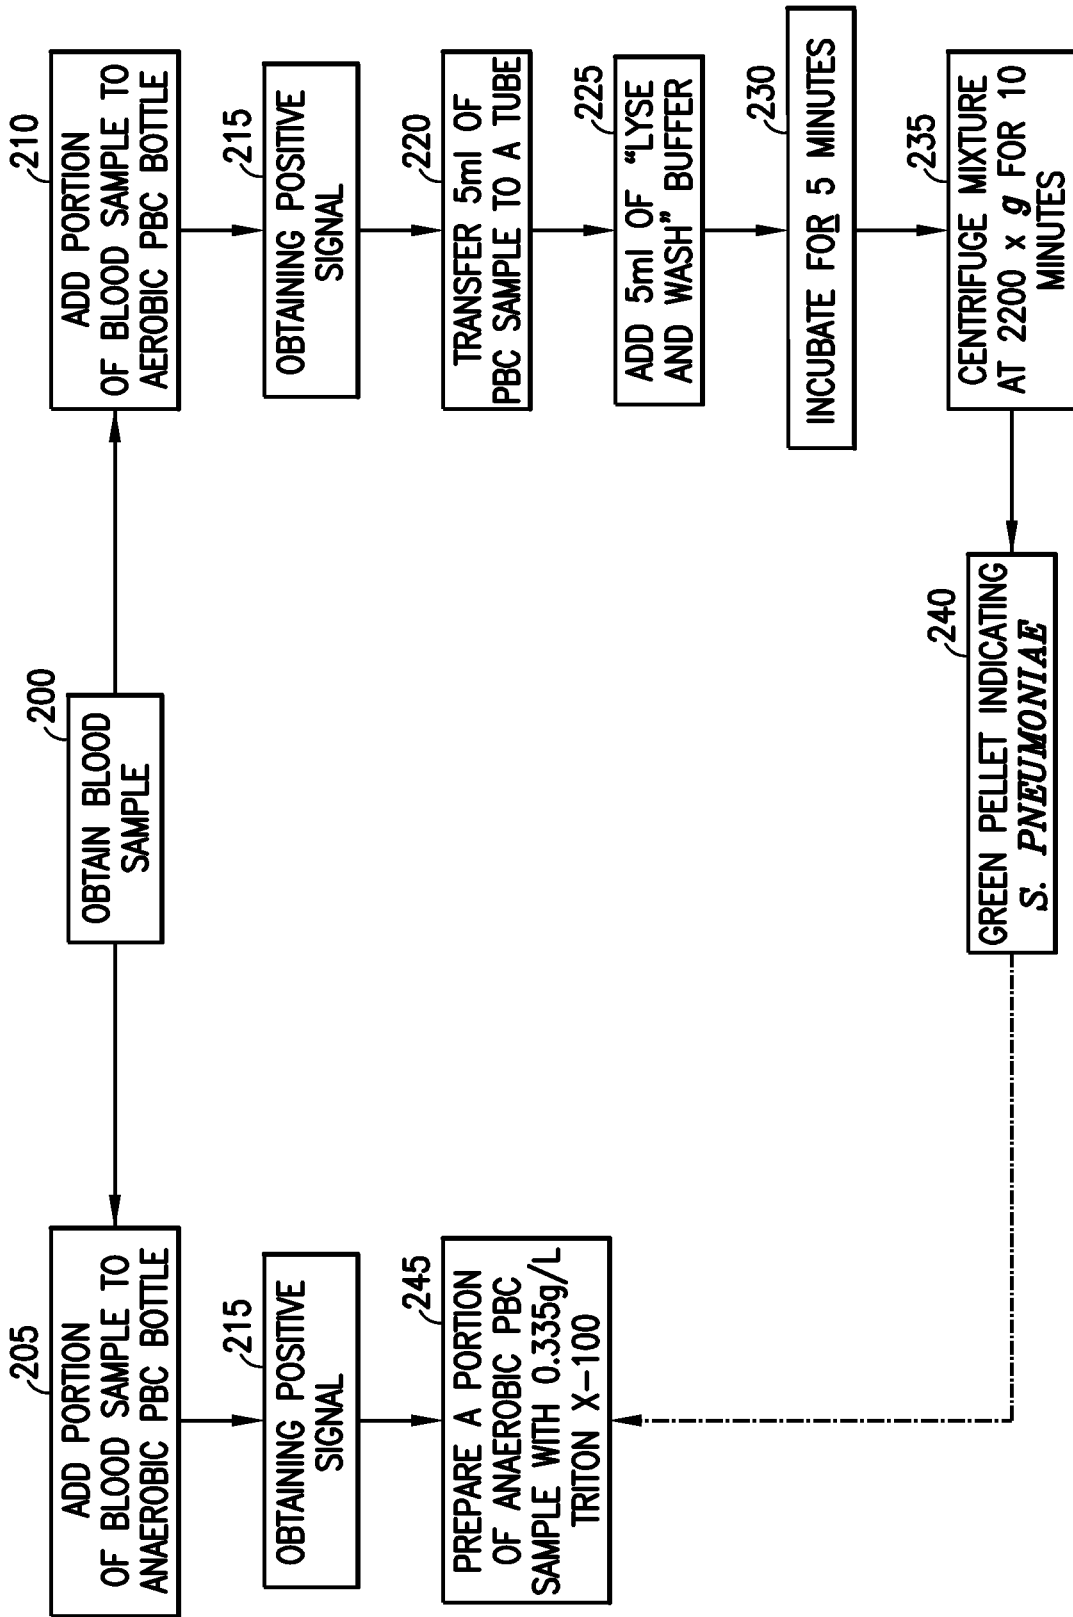 200
OBTAIN BLOOD
SAMPLE
205
ADD PORTION
OF BLOOD SAMPLE TO
ANAEROBIC PBC BOTTLE
215
OBTAINING POSITIVE
SIGNAL
245
PREPARE A PORTION
OF ANAEROBIC PBC
SAMPLE WITH 0.335g/L
TRITON X-100
210
ADD PORTION
OF BLOOD SAMPLE TO
AEROBIC PBC BOTTLE
215
OBTAINING POSITIVE
SIGNAL
220
TRANSFER 5ml OF
PBC SAMPLE TO A TUBE
225
ADD 5ml OF “LYSE
AND WASH” BUFFER
230
INCUBATE FOR 5 MINUTES
235
CENTRIFUGE MIXTURE
AT 2200 x g FOR 10
MINUTES
240
GREEN PELLET INDICATING
S. PNEUMONIAE